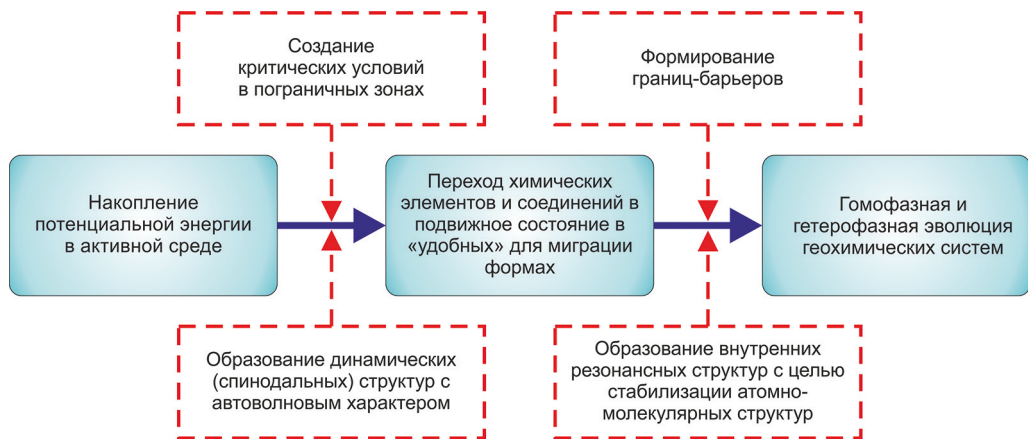 Создание
критических условий
в пограничных зонах
Формирование
границ-барьеров
Накопление
потенциальной энергии
в активной среде
Переход химических
элементов и соединений в
подвижное состояние в
«удобных» для миграции
формах
Гомофазная и
гетерофазная эволюция
геохимических систем
Образование динамических
(спинодальных) структур с
автоволновым характером
Образование внутренних
резонансных структур с целью
стабилизации атомно-
молекулярных структур